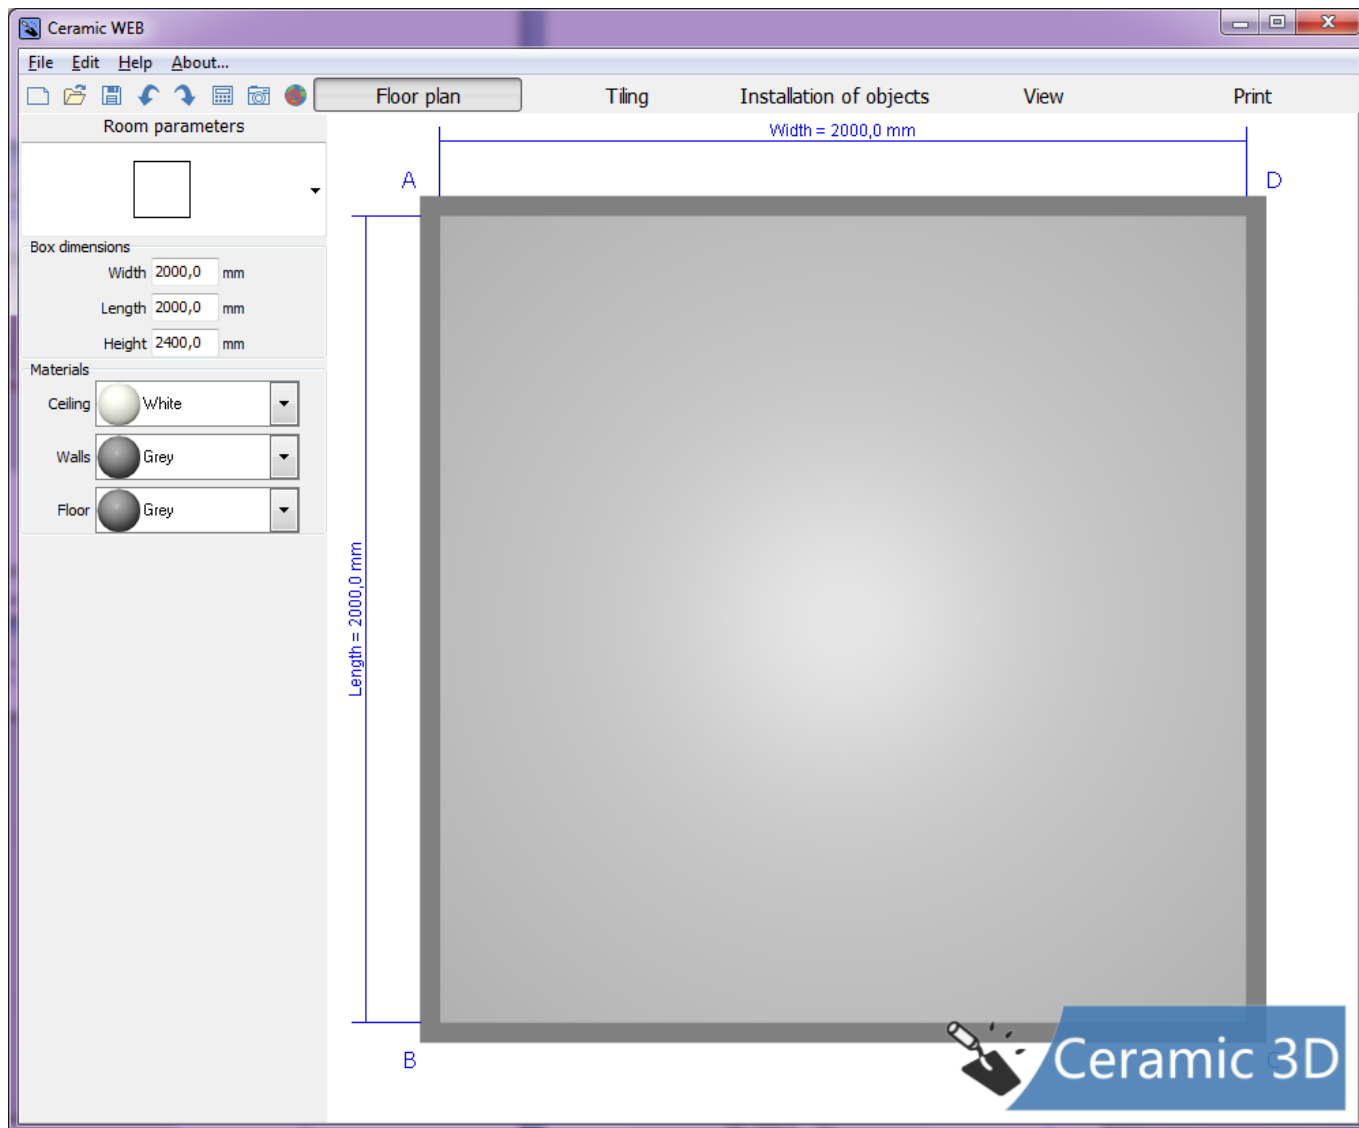 Ceramic WEB
File Edit Help About...
Floor plan Tiling Installation of objects View Print
Room parameters
Width = 2000,0 mm
A D
Box dimensions
Width 2000,0 mm
Length 2000,0 mm
Height 2400,0 mm
Materials
Ceiling White
Walls Grey
Floor Grey
Length = 2000,0 mm
B C
Ceramic 3D